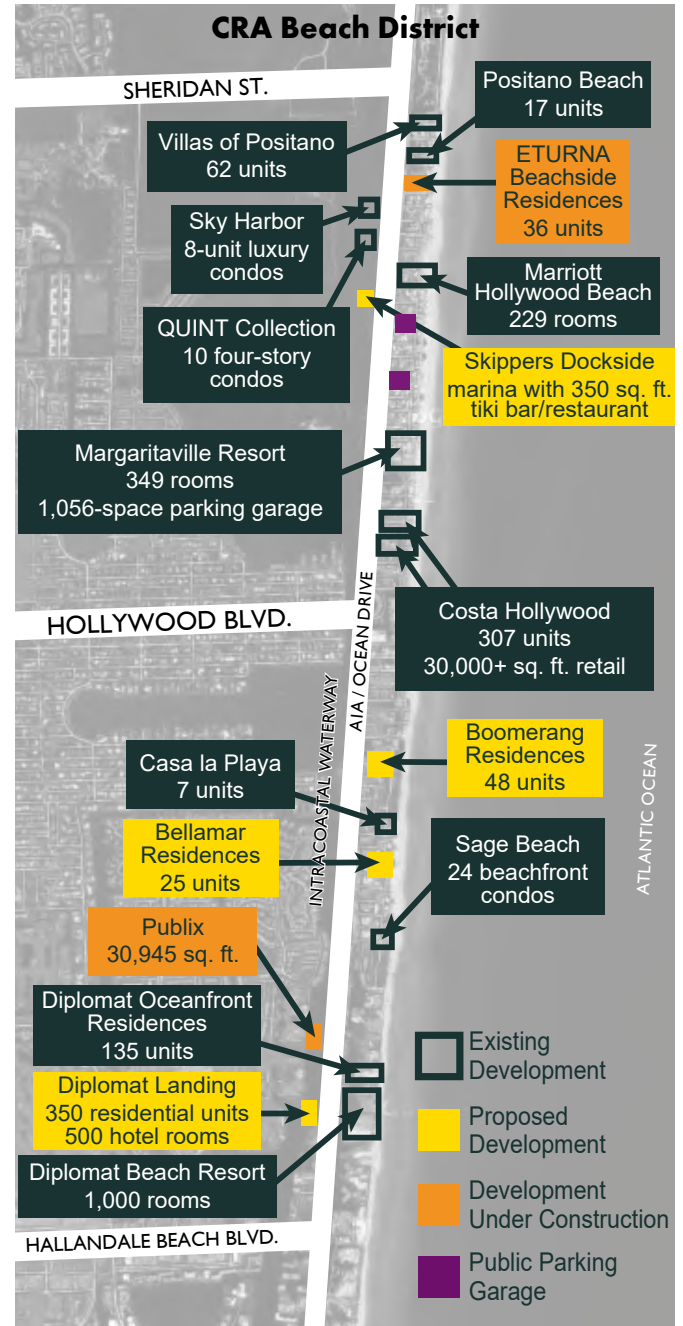 CRA Beach District
SHERIDAN ST.
Positano Beach
17 units
Villas of Positano
62 units
ETURNA
Beachside
Residences
36 units
Sky Harbor
8-unit luxury
condos
Marriott
Hollywood Beach
229 rooms
QUINT Collection
10 four-story
condos
Skippers Dockside
marina with 350 sq. ft.
tiki bar/restaurant
Margaritaville Resort
349 rooms
1,056-space parking garage
HOLLYWOOD BLVD.
AIA / OCEAN DRIVE
Costa Hollywood
307 units
30,000+ sq. ft. retail
INTRACOASTAL WATERWAY
Boomerang
Residences
48 units
Casa la Playa
7 units
ATLANTIC OCEAN
Bellamar
Residences
25 units
Sage Beach
24 beachfront
condos
Publix
30,945 sq. ft.
Diplomat Oceanfront
Residences
135 units
Diplomat Landing
350 residential units
500 hotel rooms
Diplomat Beach Resort
1,000 rooms
HALLANDALE BEACH BLVD.
Existing
Development
Proposed
Development
Development
Under Construction
Public Parking
Garage